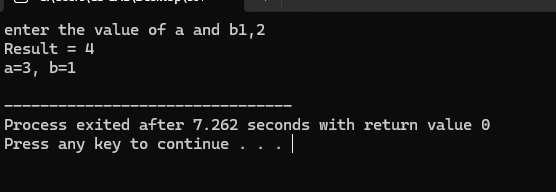 enter the value of a and b1,2
Result = 4
a=3, b=1
--------------------------------
Process exited after 7.262 seconds with return value 0
Press any key to continue . . .